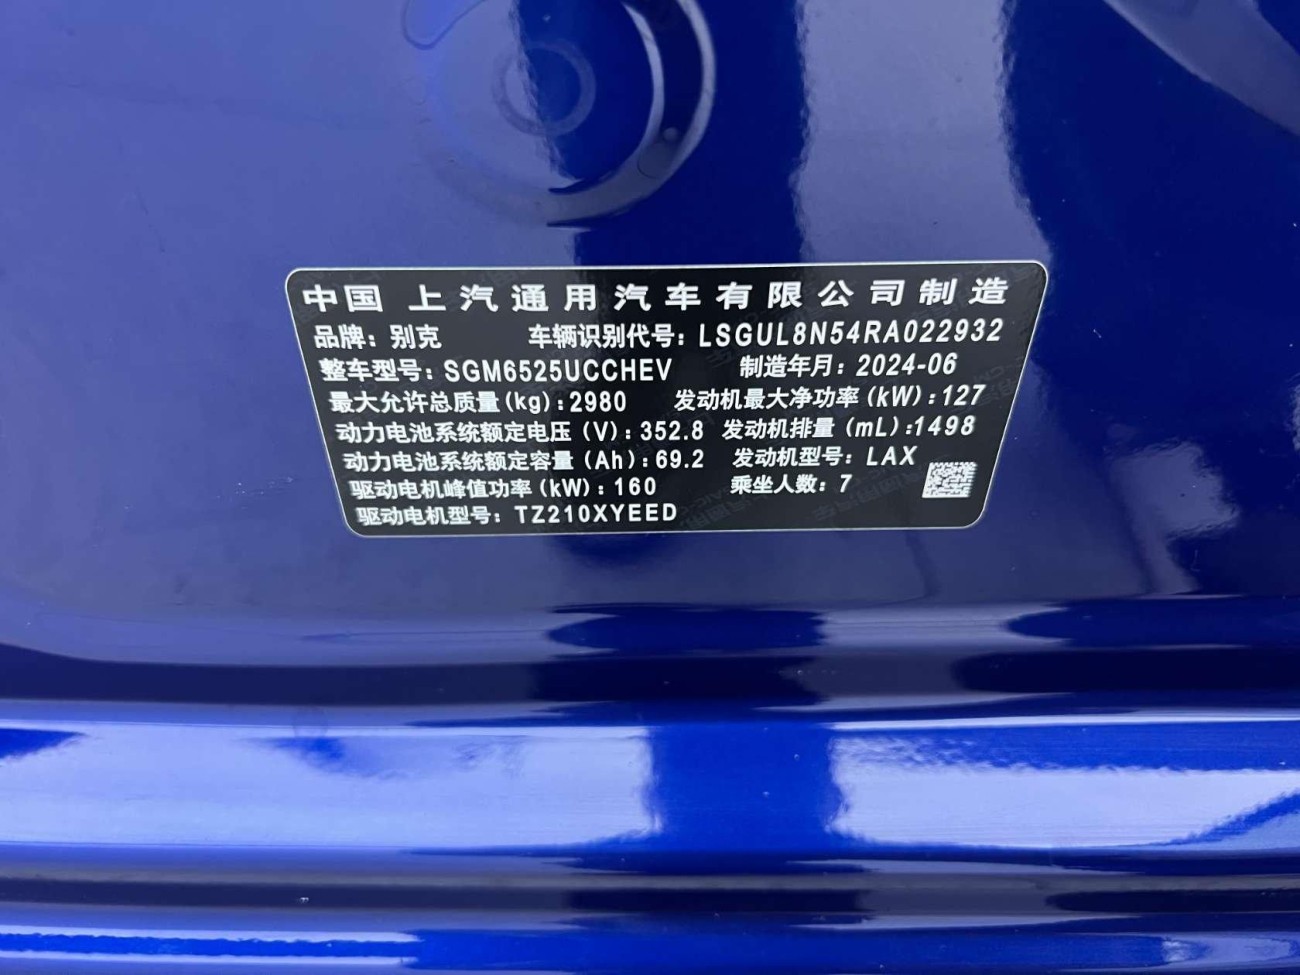 中国 上汽通用汽车有限公司制造
品牌：别克 车辆识别代号：LSGUL8N54RA022932
整车型号：SGM6525UCCHEV 制造年月：2024-06
最大允许总质量(kg)：2980 发动机最大净功率(kW)：127
动力电池系统额定电压(V)：352.8 发动机排量(mL)：1498
动力电池系统额定容量(Ah)：69.2 发动机型号：LAX
驱动电机峰值功率(kW)：160 乘坐人数：7
驱动电机型号：TZ210XYEED